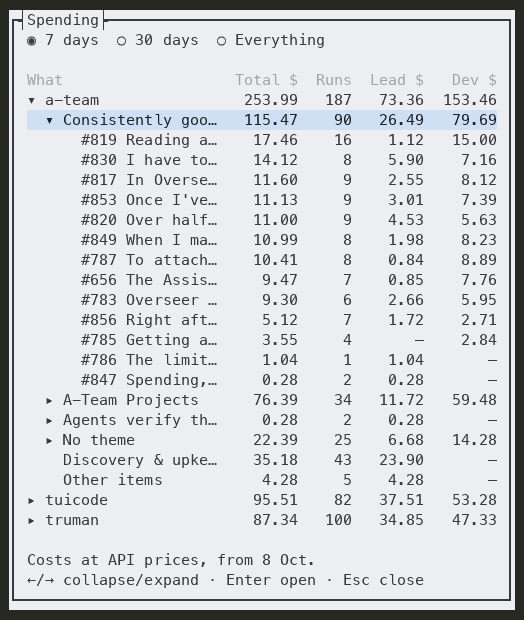 Spending
◉ 7 days ○ 30 days ○ Everything
What Total $ Runs Lead $ Dev $
▾ a-team 253.99 187 73.36 153.46
▾ Consistently goo… 115.47 90 26.49 79.69
#819 Reading a… 17.46 16 1.12 15.00
#830 I have to… 14.12 8 5.90 7.16
#817 In Overse… 11.60 9 2.55 8.12
#853 Once I've… 11.13 9 3.01 7.39
#820 Over half… 11.00 9 4.53 5.63
#849 When I ma… 10.99 8 1.98 8.23
#787 To attach… 10.41 8 0.84 8.89
#656 The Assis… 9.47 7 0.85 7.76
#783 Overseer … 9.30 6 2.66 5.95
#856 Right aft… 5.12 7 1.72 2.71
#785 Getting a… 3.55 4 — 2.84
#786 The limit… 1.04 1 1.04 —
#847 Spending,… 0.28 2 0.28 —
▸ A-Team Projects 76.39 34 11.72 59.48
▸ Agents verify th… 0.28 2 0.28 —
▸ No theme 22.39 25 6.68 14.28
Discovery & upke… 35.18 43 23.90 —
Other items 4.28 5 4.28 —
▸ tuicode 95.51 82 37.51 53.28
▸ truman 87.34 100 34.85 47.33
Costs at API prices, from 8 Oct.
←/→ collapse/expand · Enter open · Esc close